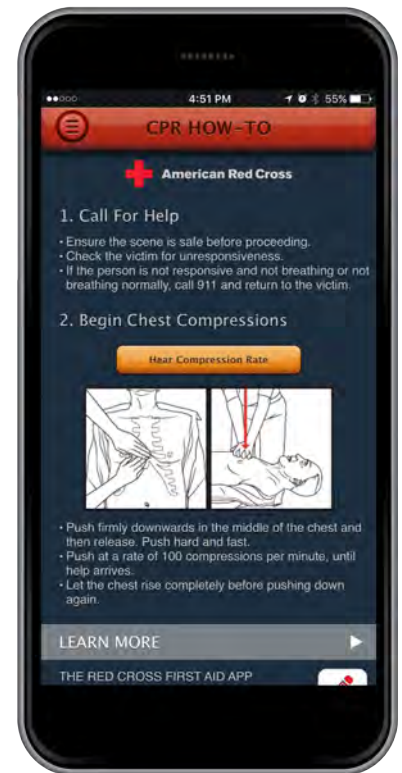 4:51 PM
55%
CPR HOW-TO
American Red Cross
1. Call For Help
• Ensure the scene is safe before proceeding.
• Check the victim for unresponsiveness.
• If the person is not responsive and not breathing or not
breathing normally, call 911 and return to the victim.
2. Begin Chest Compressions
Hear Compression Rate
• Push firmly downwards in the middle of the chest and
then release. Push hard and fast.
• Push at a rate of 100 compressions per minute, until
help arrives.
• Let the chest rise completely before pushing down
again.
LEARN MORE
THE RED CROSS FIRST AID APP